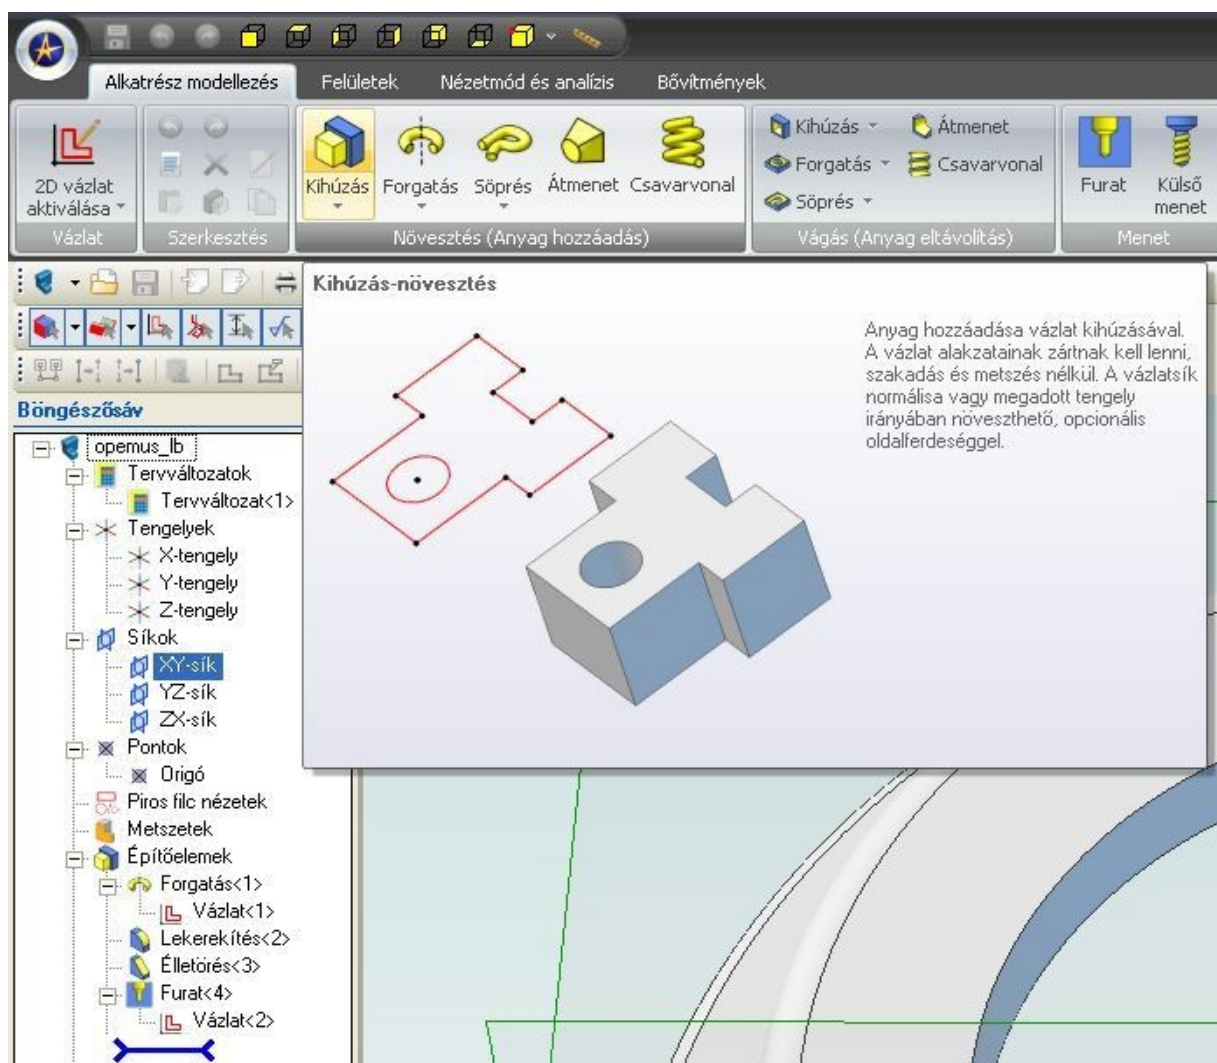 Alkatrész modellezés
Felületek
Nézetmód és analízis
Bővítmények
2D vázlat
aktiválása
Vázlat
Szerkesztés
Kihúzás
Forgatás
Söprés
Átmenet
Csavarvonal
Növesztés (Anyag hozzáadás)
Kihúzás
Átmenet
Forgatás
Csavarvonal
Söprés
Vágás (Anyag eltávolítás)
Furat
Külső
menet
Menet
Kihúzás-növesztés
Anyag hozzáadása vázlat kihúzásával.
A vázlat alakzatainak zártnak kell lenni,
szakadás és metszés nélkül. A vázlatsík
normálisa vagy megadott tengely
irányában növeszthető, opcionális
oldalferdeséggel.
Böngészősáv
opemus_lb
Tervváltozatok
Tervváltozat<1>
Tengelyek
X-tengely
Y-tengely
Z-tengely
Síkok
XY-sík
YZ-sík
ZX-sík
Pontok
Origó
Piros filc nézetek
Metszetek
Építőelemek
Forgatás<1>
Vázlat<1>
Lekerekítés<2>
Élletörés<3>
Furat<4>
Vázlat<2>